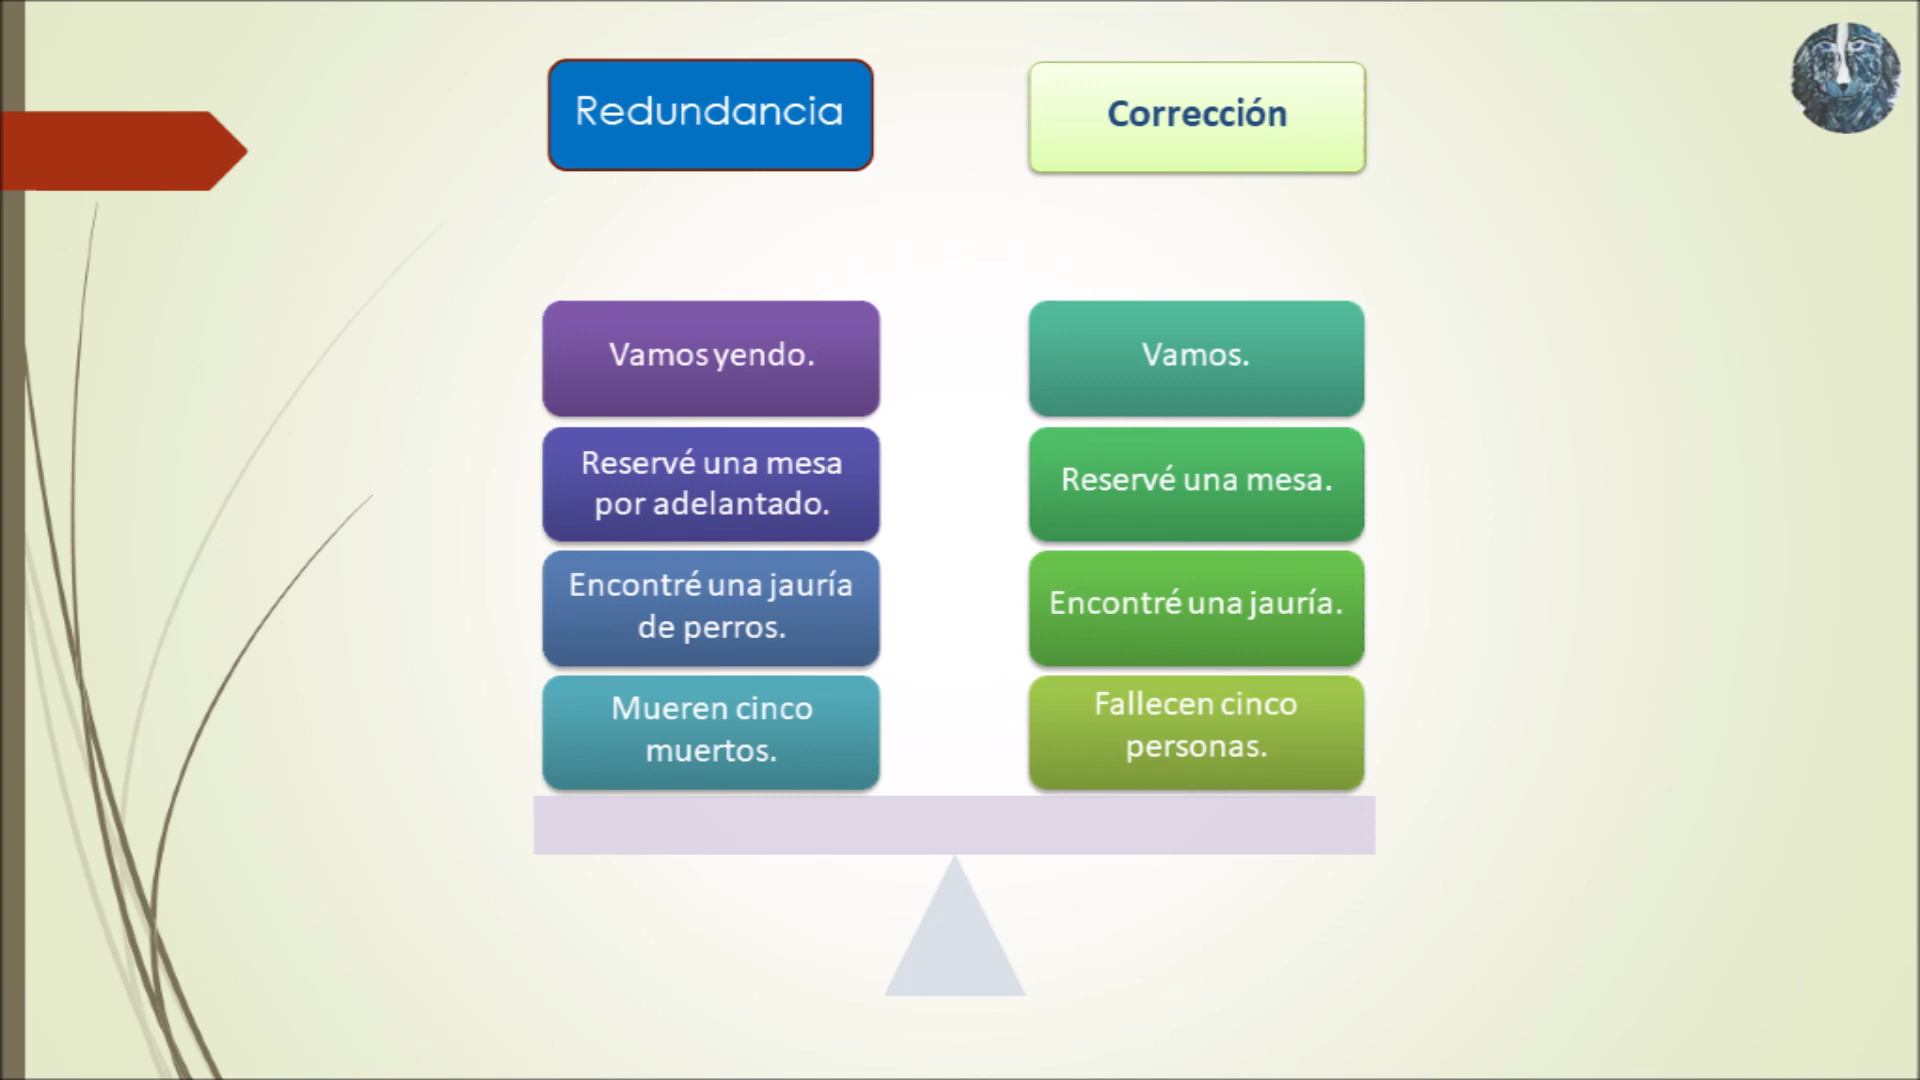 Redundancia
Corrección
Vamos yendo.
Vamos.
Reservé una mesa
por adelantado.
Reservé una mesa.
Encontré una jauría
de perros.
Encontré una jauría.
Mueren cinco
muertos.
Fallecen cinco
personas.